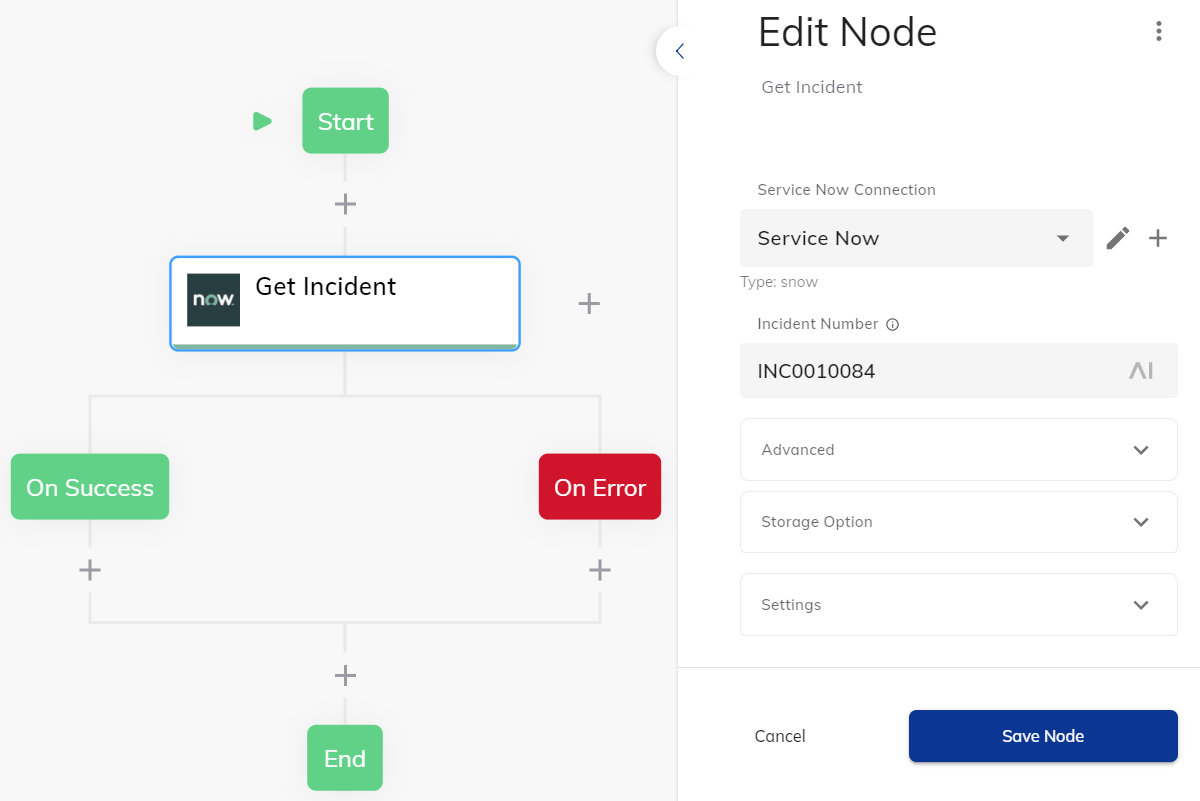 Start
now.
Get Incident
On Success
On Error
End
Edit Node
Get Incident
Service Now Connection
Service Now
Type: snow
Incident Number
INC0010084
AI
Advanced
Storage Option
Settings
Cancel
Save Node